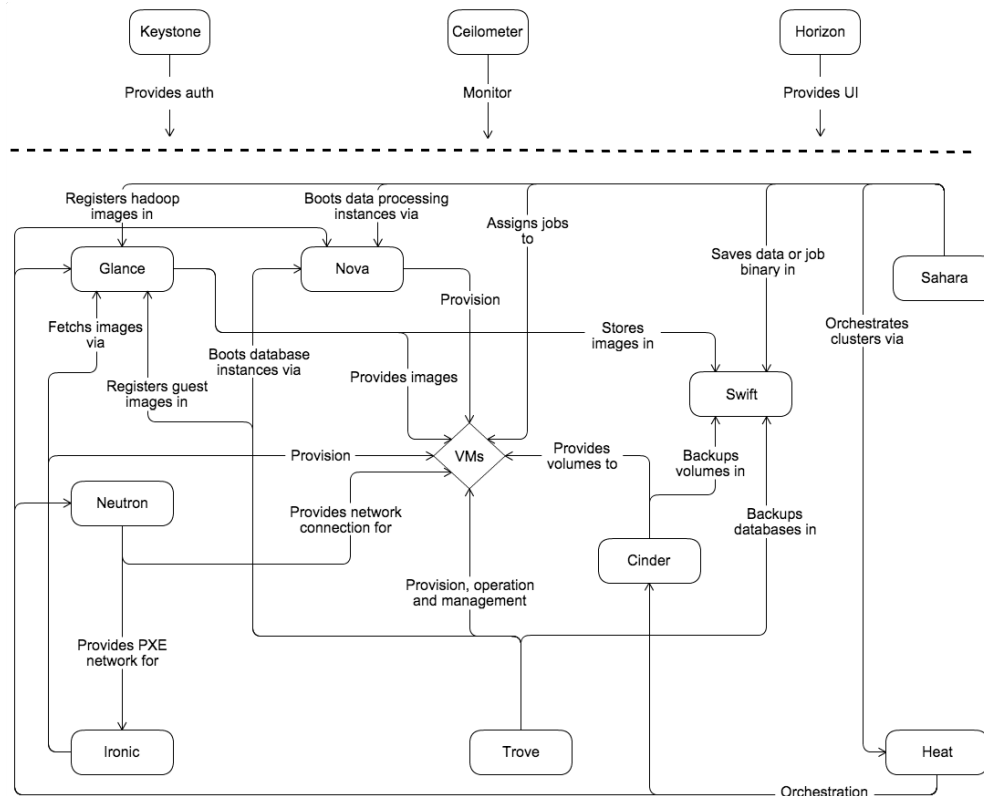 Keystone
Ceilometer
Horizon
Provides auth
Monitor
Provides UI
Registers hadoop
images in
Boots data processing
instances via
Assigns jobs
to
Saves data or job
binary in
Glance
Nova
Sahara
Provision
Fetchs images
via
Stores
images in
Orchestrates
clusters via
Boots database
instances via
Provides images
Registers guest
images in
Swift
Provision
VMs
Provides
volumes to
Backups
volumes in
Neutron
Provides network
connection for
Backups
databases in
Cinder
Provision, operation
and management
Provides PXE
network for
Ironic
Trove
Heat
Orchestration